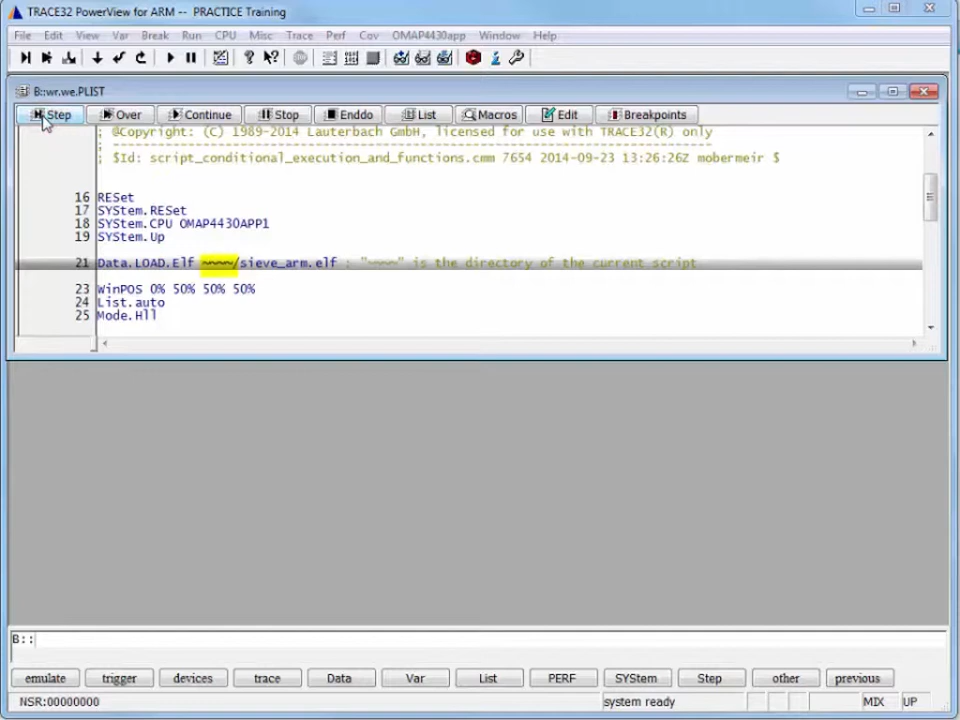 TRACE32 PowerView for ARM -- PRACTICE Training
File Edit View Var Break Run CPU Misc Trace Perf Cov OMAP4430app Window Help
B::wr.we.PLIST
Step Over Continue Stop Enddo List Macros Edit Breakpoints
; @Copyright: (C) 1989-2014 Lauterbach GmbH, licensed for use with TRACE32(R) only
; --------------------------------------------------------------------------------
; $Id: script_conditional_execution_and_functions.cmm 7654 2014-09-23 13:26:26Z mobermeir $
16 RESet
17 SYStem.RESet
18 SYStem.CPU OMAP4430APP1
19 SYStem.Up
21 Data.LOAD.Elf ~~~~/sieve_arm.elf ; "~~~~" is the directory of the current script
23 WinPOS 0% 50% 50% 50%
24 List.auto
25 Mode.Hll
B::
emulate trigger devices trace Data Var List PERF SYStem Step other previous
NSR:00000000 system ready MIX UP